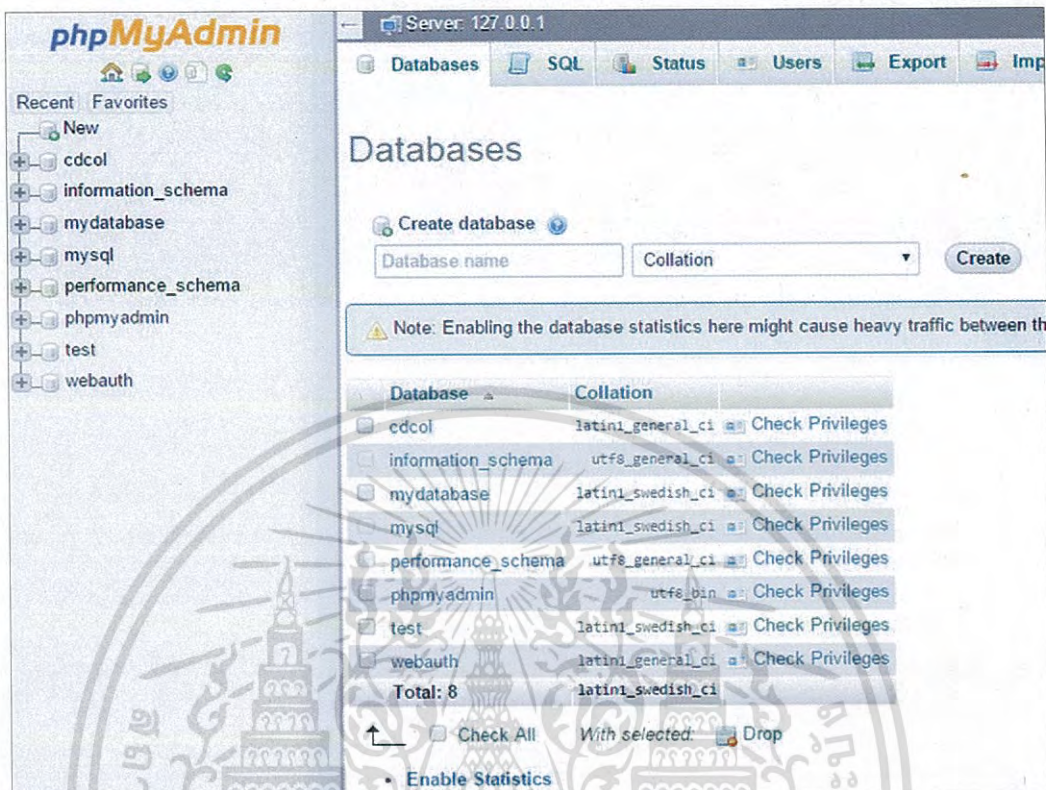 phpMyAdmin
Recent Favorites
New
cdcol
information_schema
mydatabase
mysql
performance_schema
phpmyadmin
test
webauth
Server: 127.0.0.1
Databases SQL Status Users Export Imp
Databases
Create database
Database name Collation Create
Note: Enabling the database statistics here might cause heavy traffic between th
Database Collation
cdcol latin1_general_ci Check Privileges
information_schema utf8_general_ci Check Privileges
mydatabase latin1_swedish_ci Check Privileges
mysql latin1_swedish_ci Check Privileges
performance_schema utf8_general_ci Check Privileges
phpmyadmin utf8_bin Check Privileges
test latin1_swedish_ci Check Privileges
webauth latin1_general_ci Check Privileges
Total: 8 latin1_swedish_ci
Check All With selected: Drop
Enable Statistics